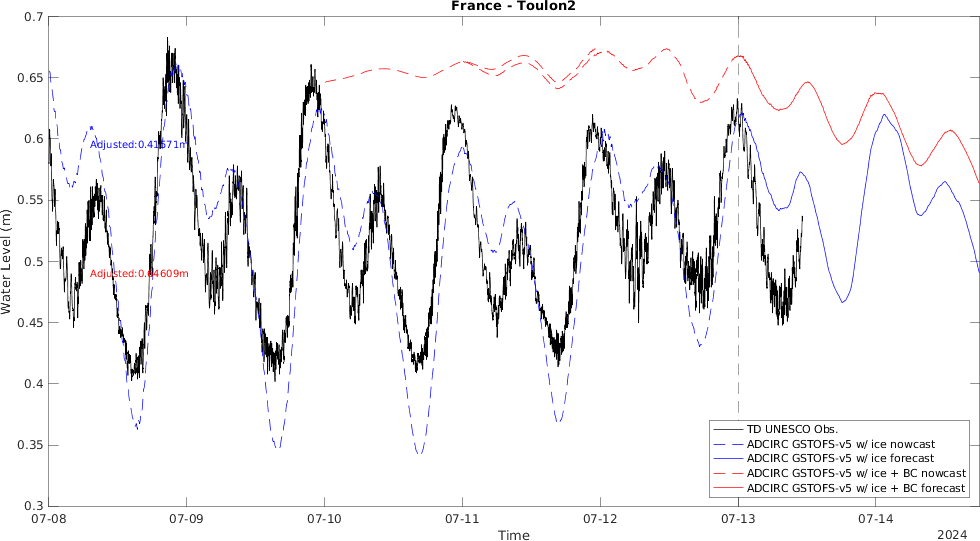 France - Toulon2
0.7
0.65
0.6
0.55
0.5
0.45
0.4
0.35
0.3
Water Level (m)
Adjusted:0.41571m
Adjusted:0.64609m
07-08
07-09
07-10
07-11
07-12
07-13
07-14
Time
2024
TD UNESCO Obs.
ADCIRC GSTOFS-v5 w/ ice nowcast
ADCIRC GSTOFS-v5 w/ ice forecast
ADCIRC GSTOFS-v5 w/ ice + BC nowcast
ADCIRC GSTOFS-v5 w/ ice + BC forecast